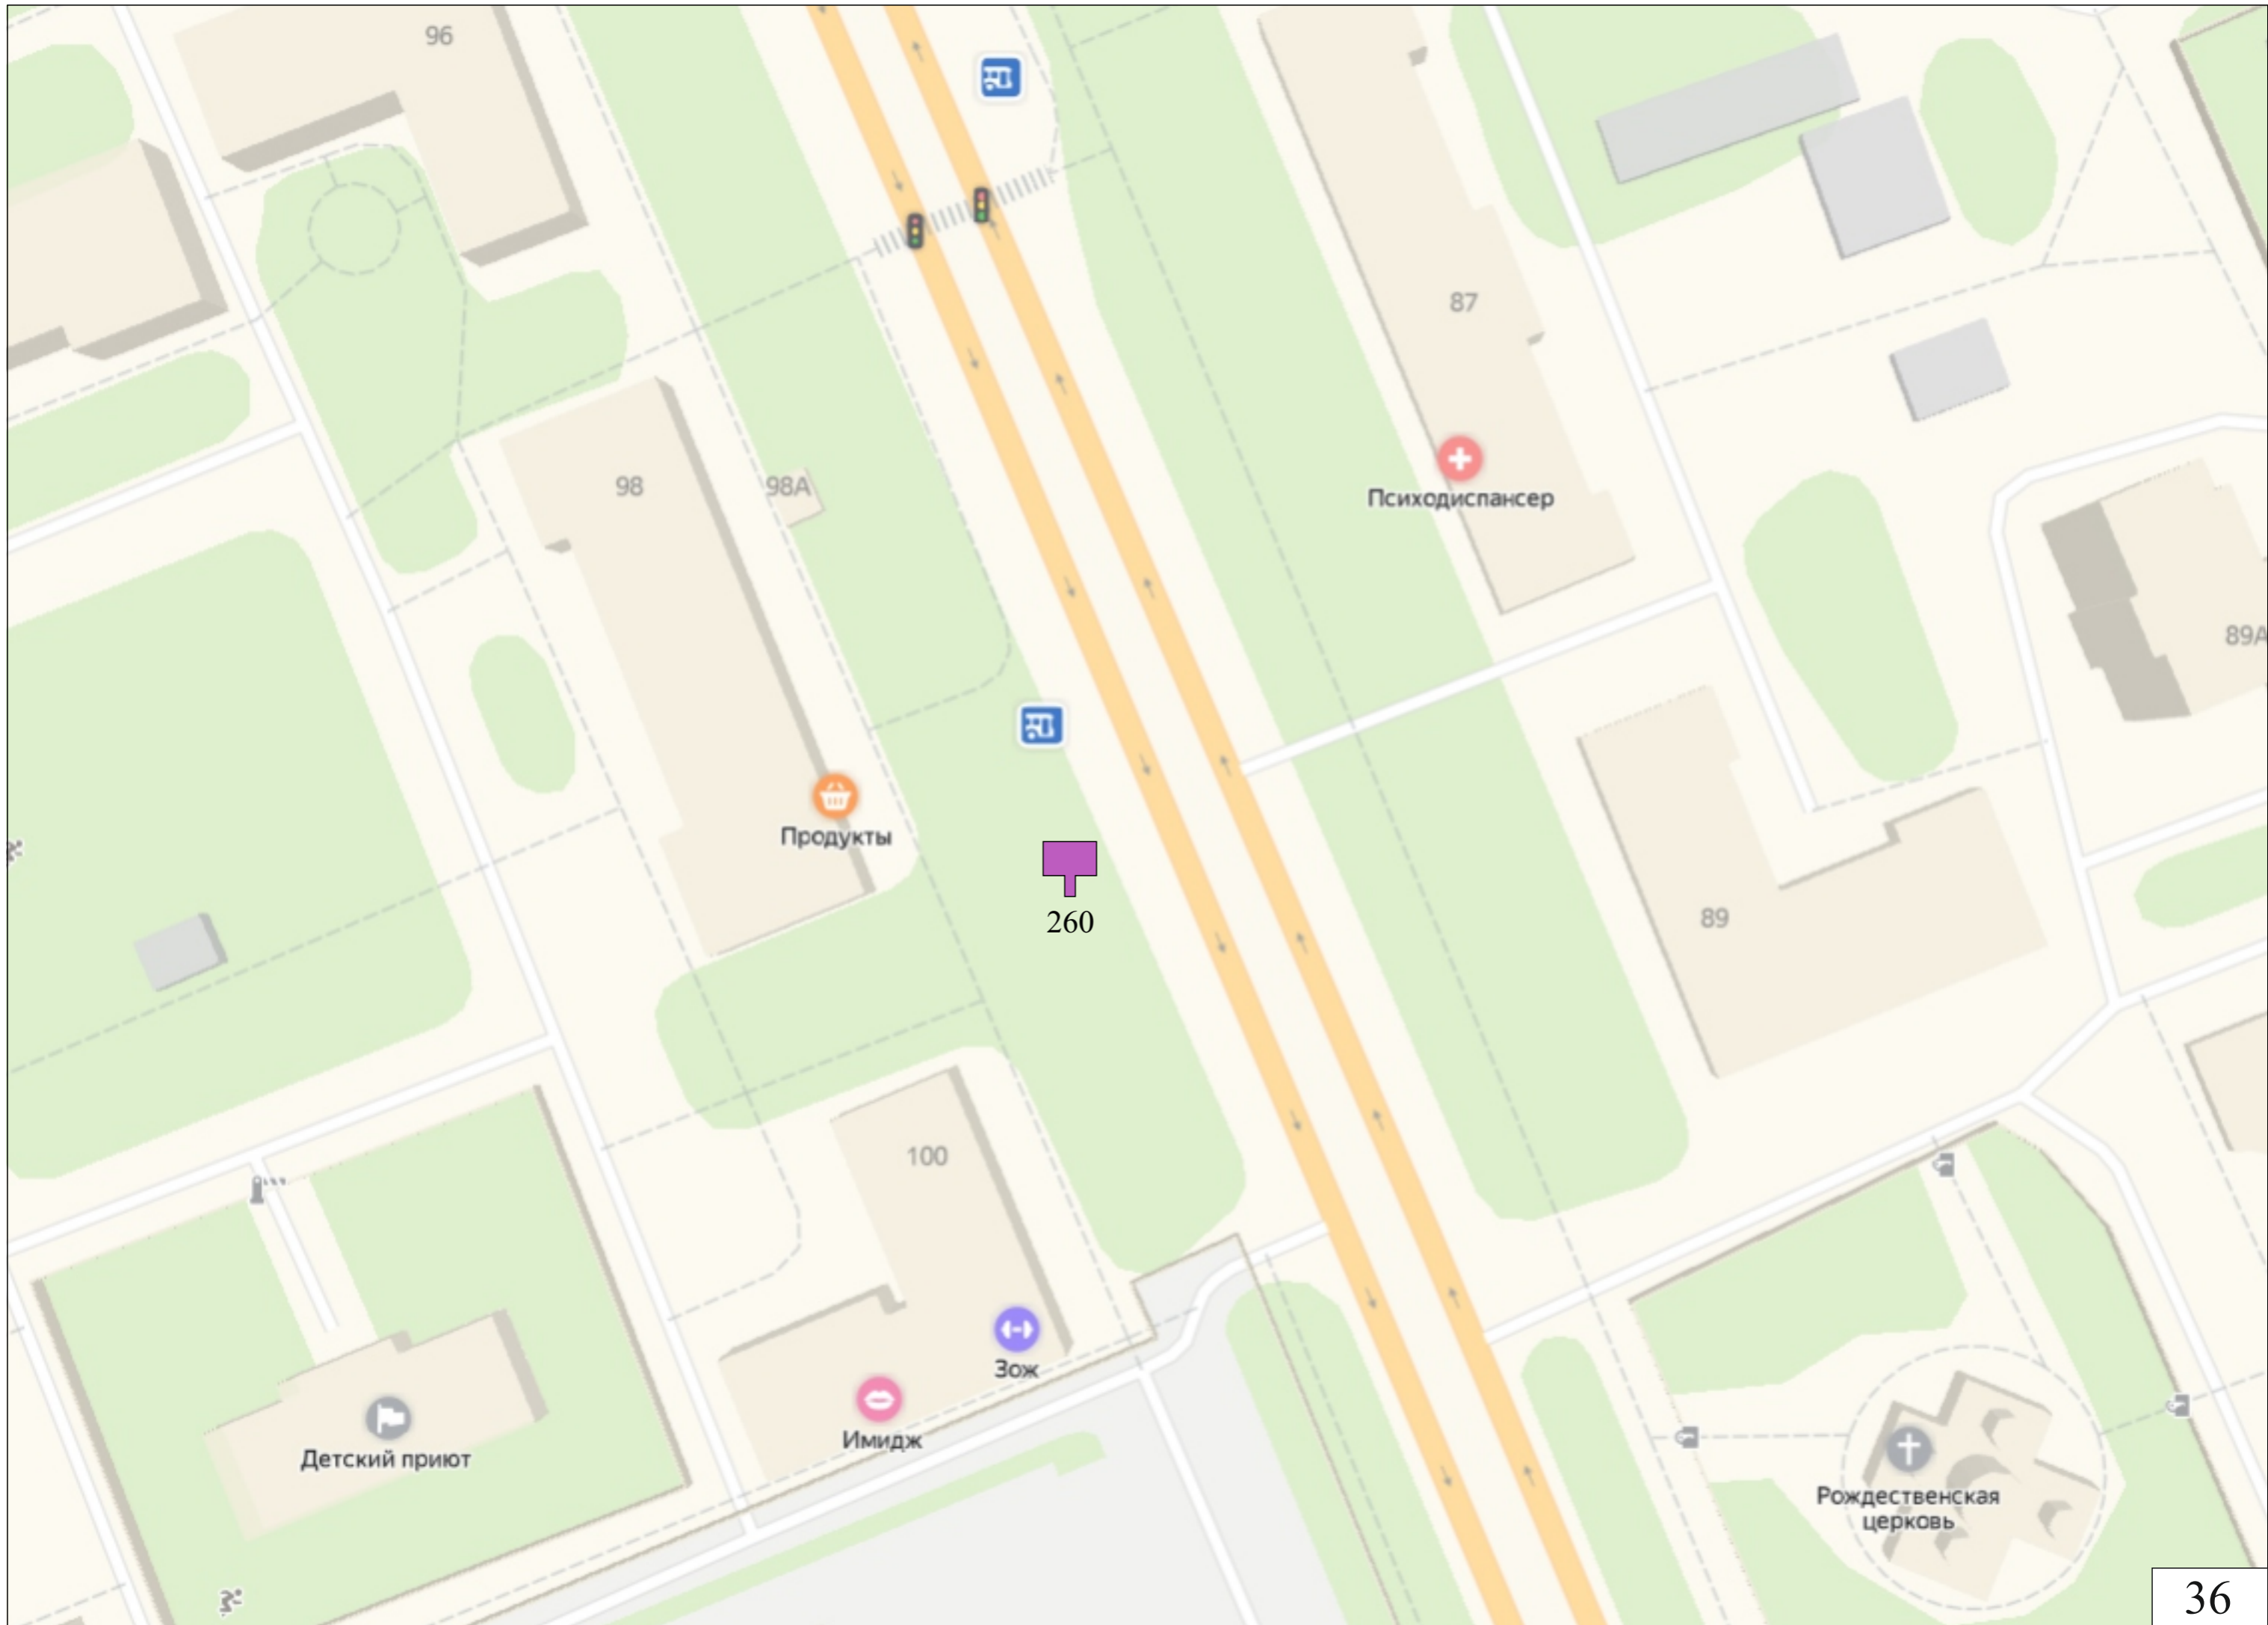 96
87
Психодиспансер
98
98А
89А
Продукты
260
89
100
Зож
Имидж
Детский приют
Рождественская
церковь
36